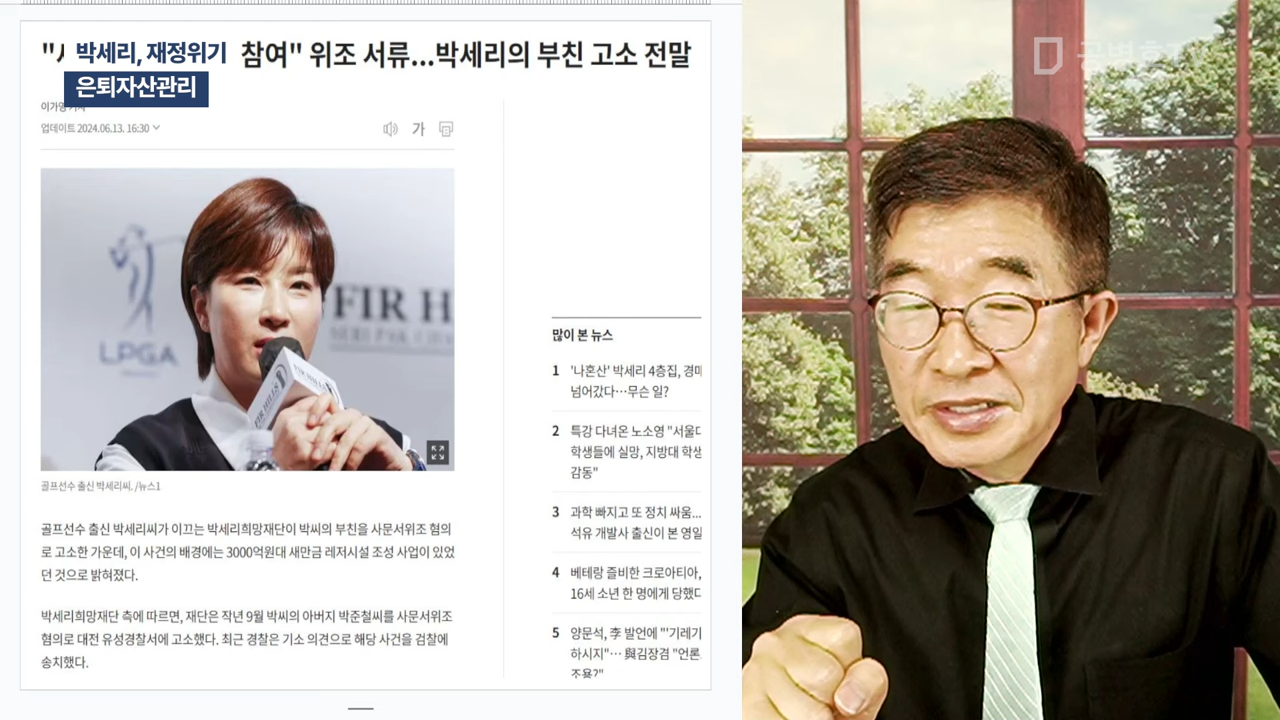 박세리, 재정위기
은퇴자산관리
참여" 위조 서류...박세리의 부친 고소 전말
이가영
업데이트 2024.06.13. 16:30
가
LPGA
FIR H
FIR HILLS
골프선수 출신 박세리씨. /뉴스1
골프선수 출신 박세리씨가 이끄는 박세리희망재단이 박씨의 부친을 사문서위조 혐의
로 고소한 가운데, 이 사건의 배경에는 3000억원대 새만금 레저시설 조성 사업이 있었
던 것으로 밝혀졌다.
박세리희망재단 측에 따르면, 재단은 작년 9월 박씨의 아버지 박준철씨를 사문서위조
혐의로 대전 유성경찰서에 고소했다. 최근 경찰은 기소 의견으로 해당 사건을 검찰에
송치했다.
많이 본 뉴스
1 '나혼산' 박세리 4층집, 경매
넘어갔다…무슨 일?
2 특강 다녀온 노소영 "서울대
학생들에 실망, 지방대 학생
감동"
3 과학 빠지고 또 정치 싸움...
석유 개발사 출신이 본 영일
4 베테랑 즐비한 크로아티아,
16세 소년 한 명에게 당했다
5 양문석, 李 발언에 "'기레기
하시지"… 與김장겸 "언론
조용?"